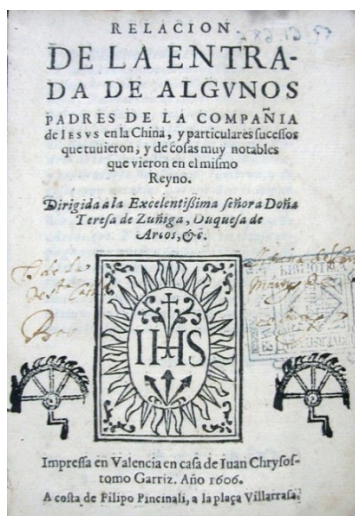 RELACION
DE LA ENTRA-
DA DE ALGVNOS
PADRES DE LA COMPAÑIA
de IESVS en la China, y particulares sucessos
que tuuieron, y de cosas muy notables
que vieron en el mismo
Reyno.
Dirigida a la Excelentissima señora Doña
Teresa de Zuñiga, Duquesa de
Arcos, &c.
IHS
Impressa en Valencia en casa de Iuan Chrysos-
tomo Garriz. Año 1606.
A costa de Filipo Pincinali, a la plaça Villarrasa.